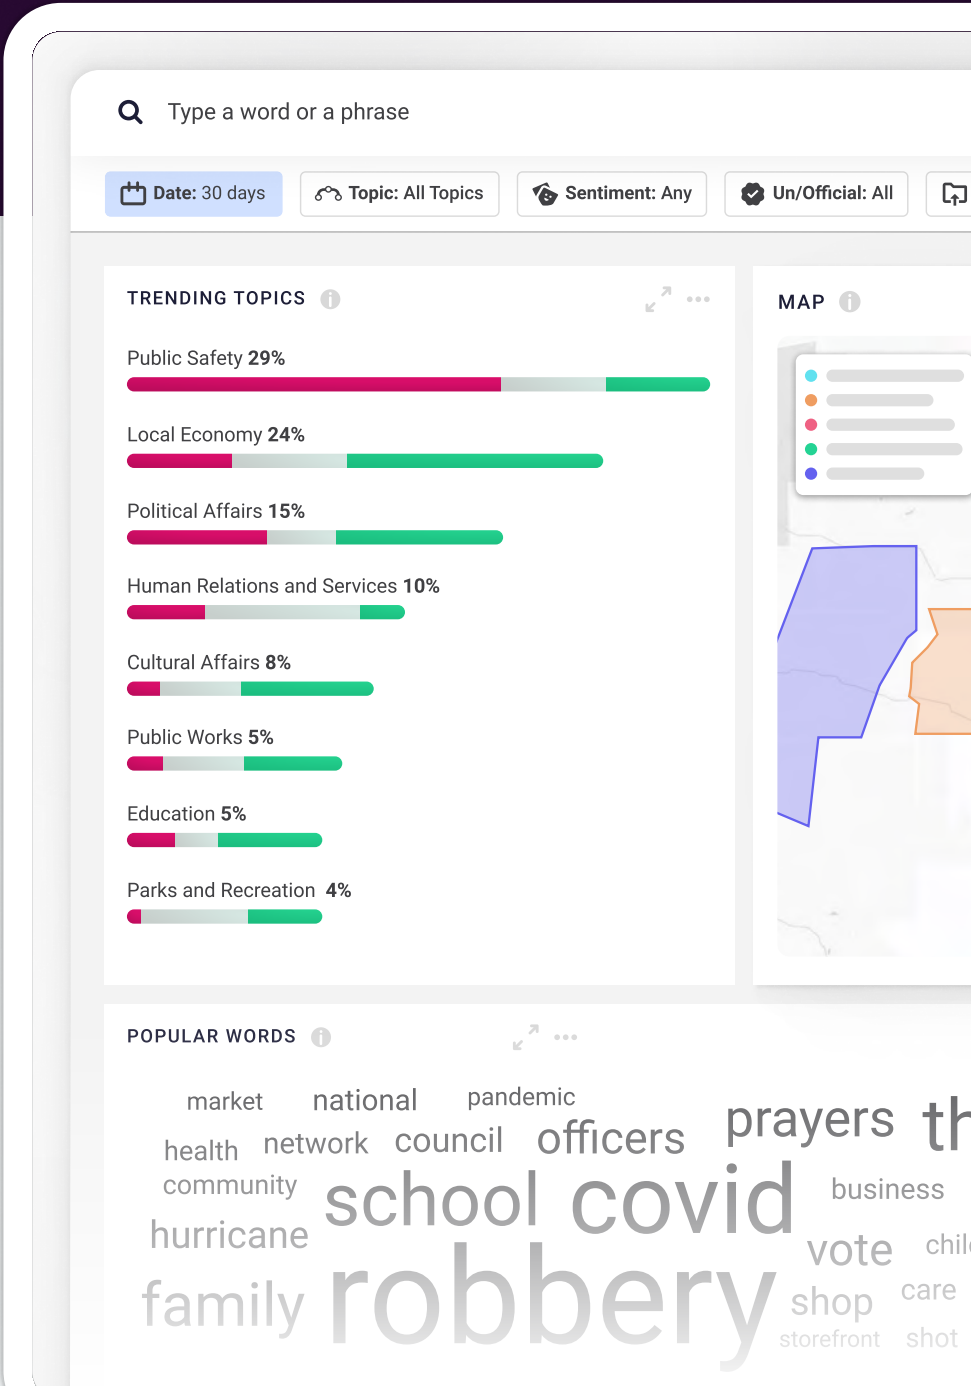 Type a word or a phrase
Date: 30 days
Topic: All Topics
Sentiment: Any
Un/Official: All
TRENDING TOPICS
Public Safety 29%
Local Economy 24%
Political Affairs 15%
Human Relations and Services 10%
Cultural Affairs 8%
Public Works 5%
Education 5%
Parks and Recreation 4%
MAP
POPULAR WORDS
market national pandemic
prayers
health network council officers
community school covid business
hurricane vote
family robbery shop care
storefront shot